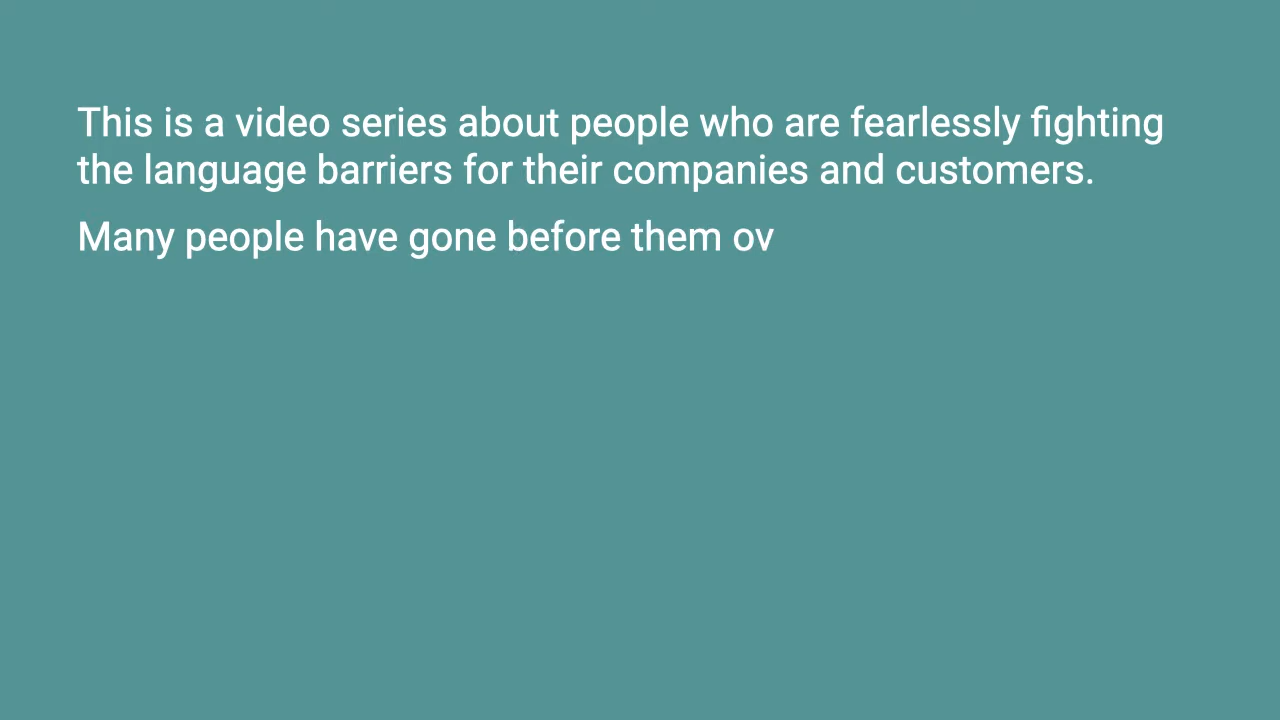 This is a video series about people who are fearlessly fighting
the language barriers for their companies and customers.
Many people have gone before them ov